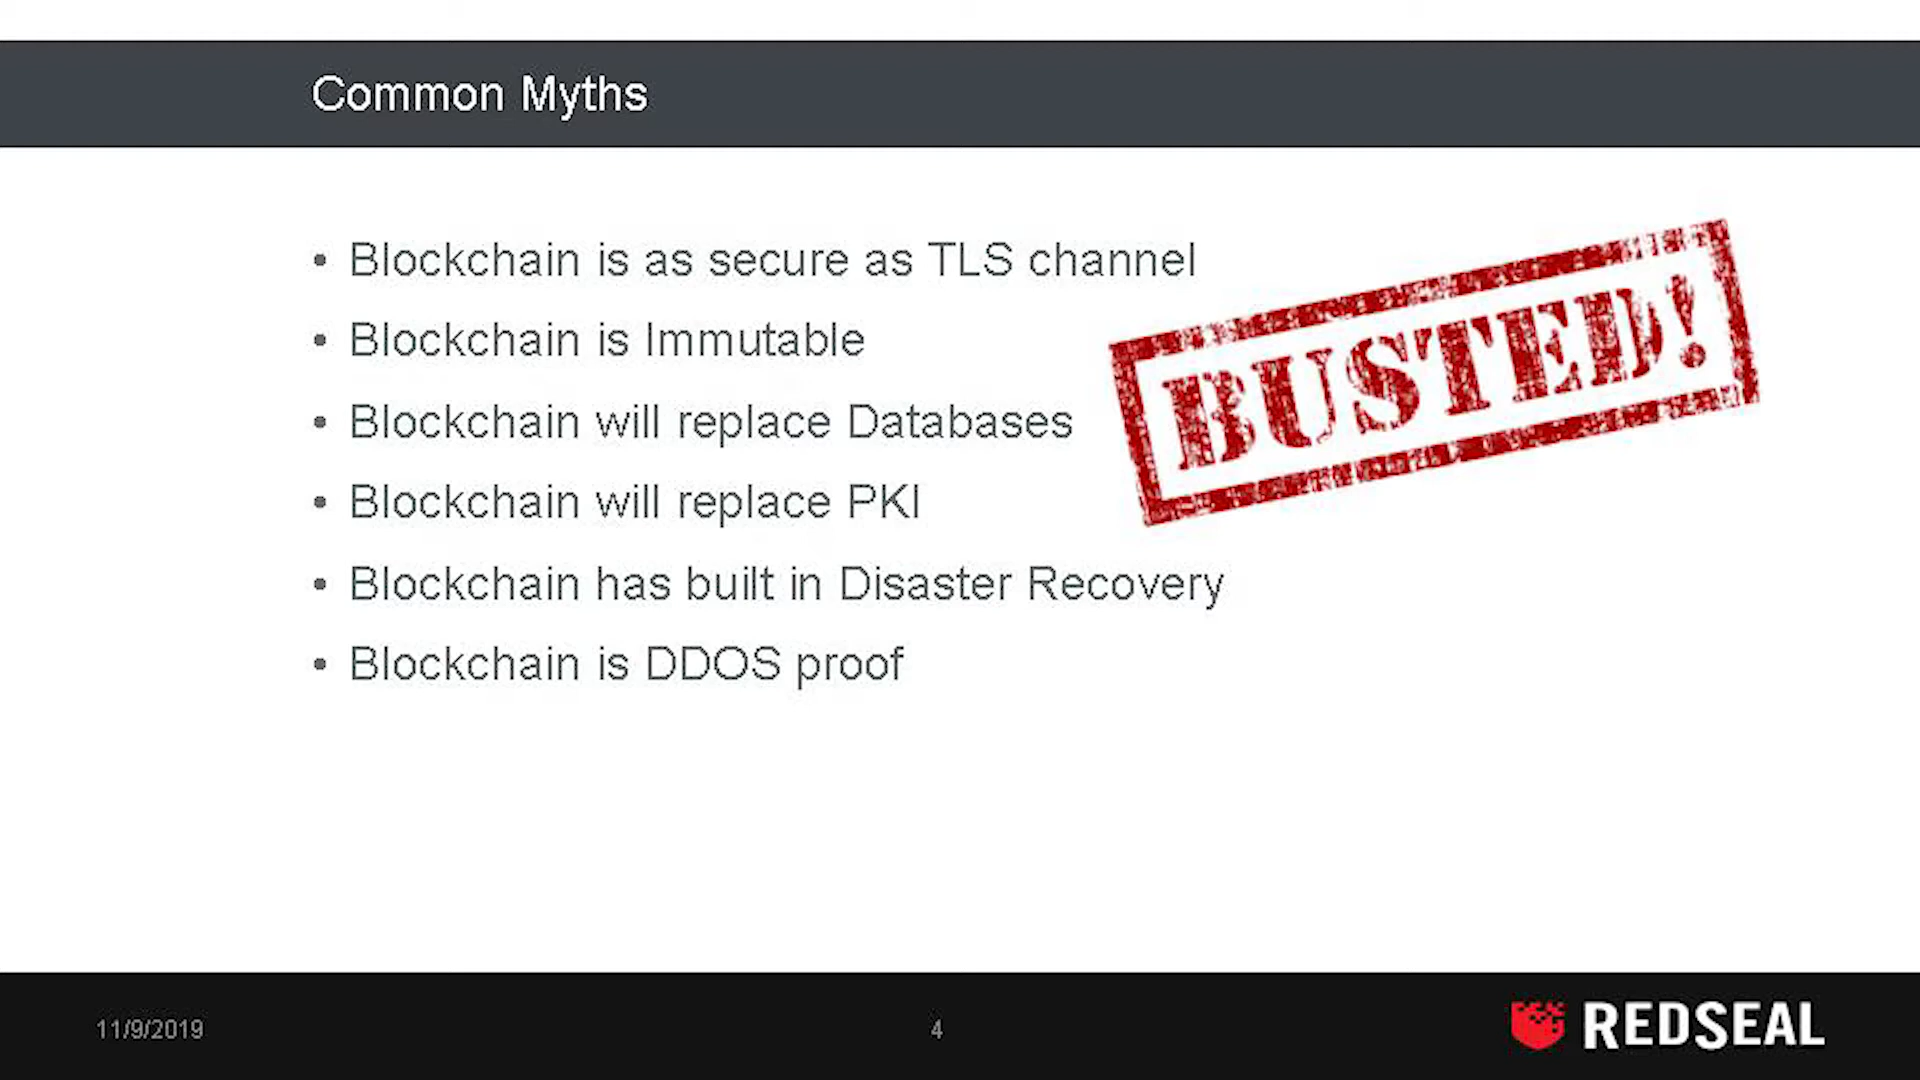 Common Myths
• Blockchain is as secure as TLS channel
• Blockchain is Immutable
• Blockchain will replace Databases
• Blockchain will replace PKI
• Blockchain has built in Disaster Recovery
• Blockchain is DDOS proof
BUSTED!
11/9/2019
4
REDSEAL